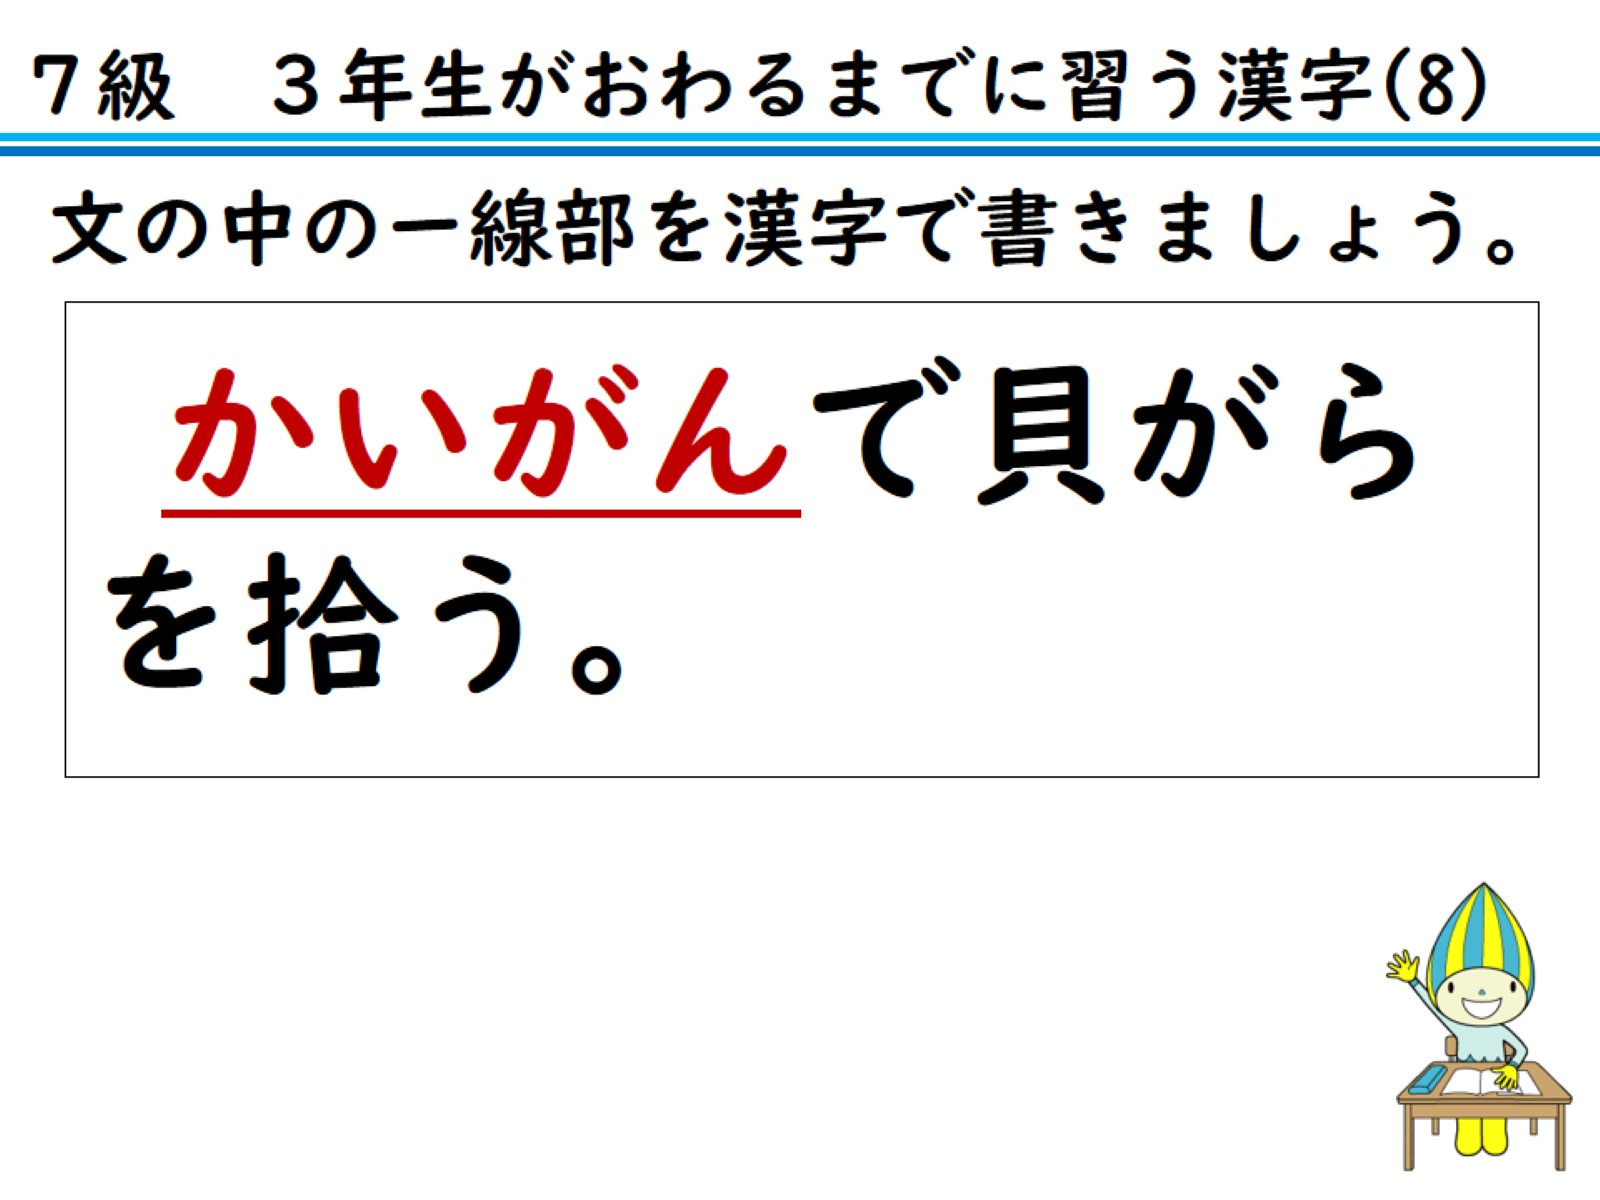 ７級　３年生がおわるまでに習う漢字(8)
文の中の一線部を漢字で書きましょう。
かいがんで貝がら
を拾う。